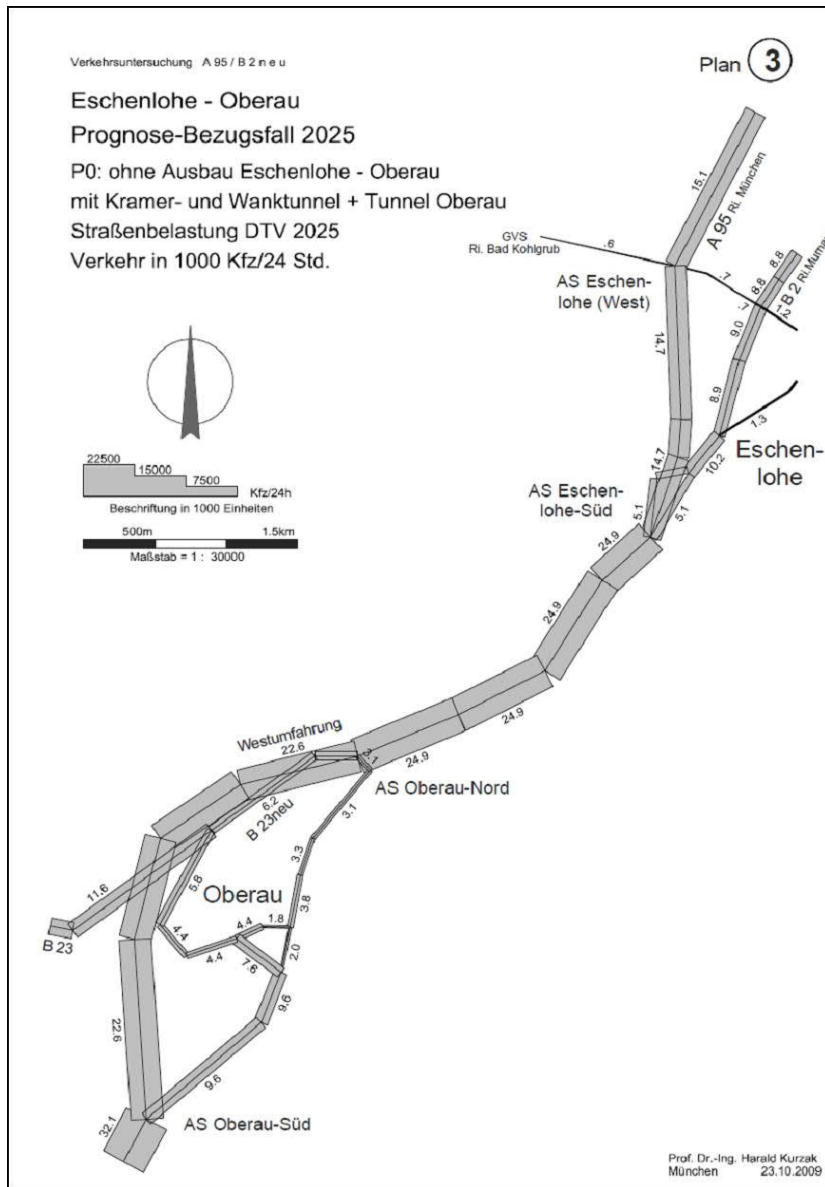 Verkehrsuntersuchung A 95 / B 2 n e u
Plan 3
Eschenlohe - Oberau
Prognose-Bezugsfall 2025
P0: ohne Ausbau Eschenlohe - Oberau
mit Kramer- und Wanktunnel + Tunnel Oberau
Straßenbelastung DTV 2025
Verkehr in 1000 Kfz/24 Std.
15.1
A 95 Ri. München
GVS
Ri. Bad Kohlgrub
.6
.7
AS Eschen-
lohe (West)
8.8
8.8
B 2 Ri.Murnau
.7
1.2
9.0
14.7
8.9
1.3
Eschen-
lohe
10.2
14.7
AS Eschen-
lohe-Süd
5.1
5.1
22500
15000
7500
Kfz/24h
Beschriftung in 1000 Einheiten
500m
1.5km
Maßstab = 1 : 30000
24.9
24.9
24.9
24.9
Westumfahrung
22.6
3.1
AS Oberau-Nord
6.2
B 23neu
3.1
3.3
5.8
Oberau
3.8
11.6
B 23
4.4
4.4
4.4
1.8
7.6
2.0
9.6
22.6
9.6
32.1
AS Oberau-Süd
Prof. Dr.-Ing. Harald Kurzak
München 23.10.2009